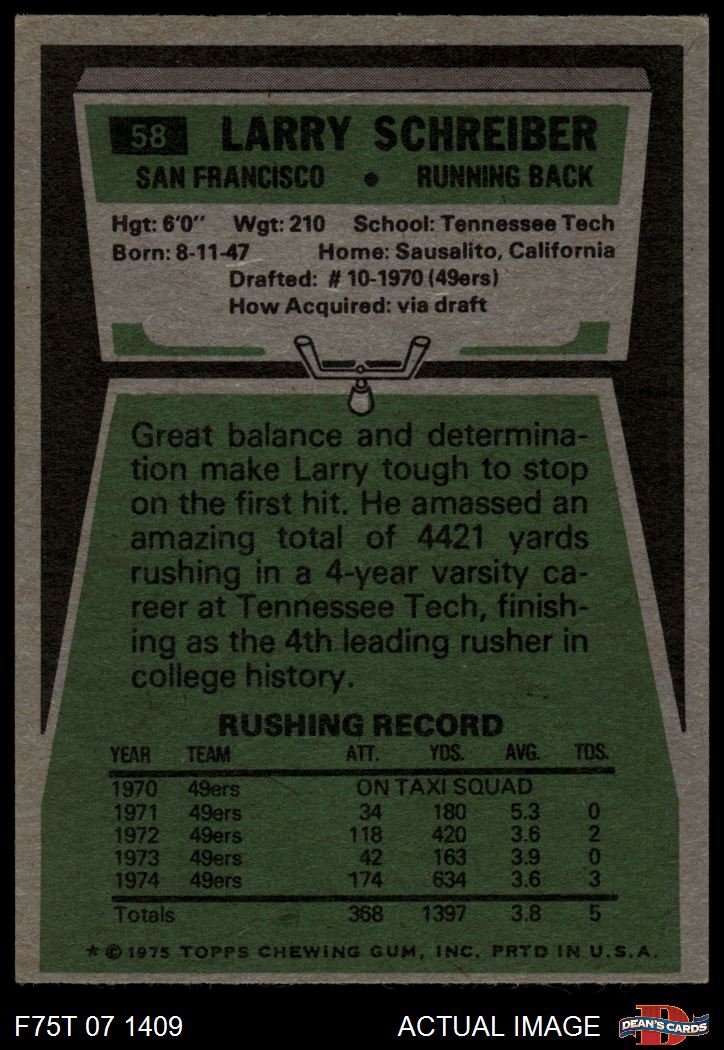 58 LARRY SCHREIBER
SAN FRANCISCO • RUNNING BACK
Hgt: 6'0" Wgt: 210 School: Tennessee Tech
Born: 8-11-47 Home: Sausalito, California
Drafted: #10-1970 (49ers)
How Acquired: via draft
Great balance and determina-
tion make Larry tough to stop
on the first hit. He amassed an
amazing total of 4421 yards
rushing in a 4-year varsity ca-
reer at Tennessee Tech, finish-
ing as the 4th leading rusher in
college history.
RUSHING RECORD
YEAR TEAM ATT. YDS. AVG. TDS.
1970 49ers ON TAXI SQUAD
1971 49ers 34 180 5.3 0
1972 49ers 118 420 3.6 2
1973 49ers 42 163 3.9 0
1974 49ers 174 634 3.6 3
Totals 368 1397 3.8 5
* © 1975 TOPPS CHEWING GUM, INC. PRTD IN U.S.A.
F75T 07 1409 ACTUAL IMAGE D DEAN'S CARDS